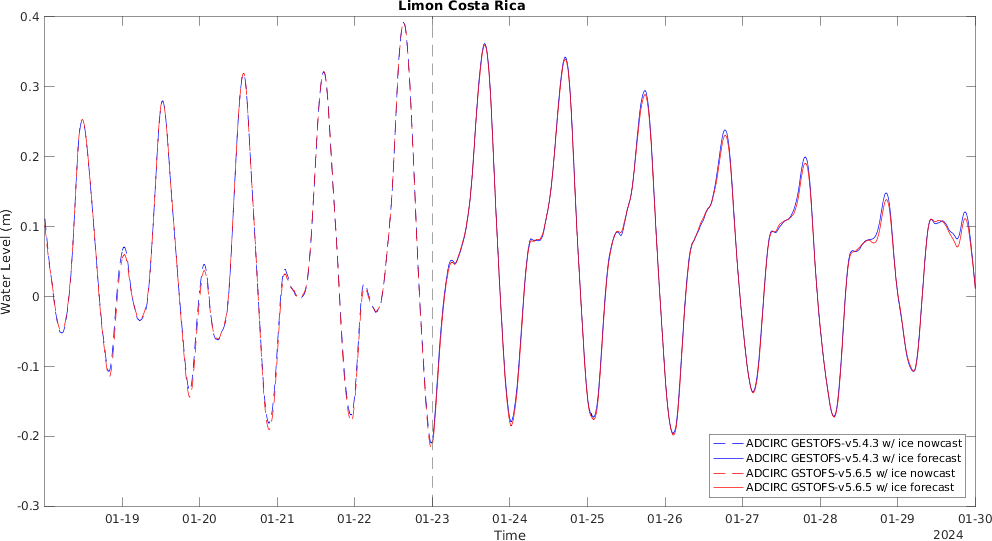 Limon Costa Rica
0.4
0.3
0.2
0.1
0
-0.1
-0.2
-0.3
Water Level (m)
ADCIRC GESTOFS-v5.4.3 w/ ice nowcast
ADCIRC GESTOFS-v5.4.3 w/ ice forecast
ADCIRC GSTOFS-v5.6.5 w/ ice nowcast
ADCIRC GSTOFS-v5.6.5 w/ ice forecast
01-19 01-20 01-21 01-22 01-23 01-24 01-25 01-26 01-27 01-28 01-29 01-30
Time
2024